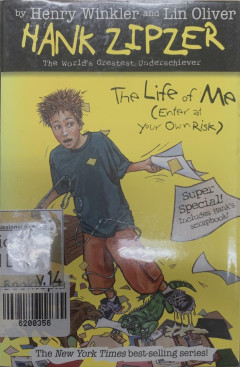 by Henry Winkler and Lin Oliver
HANK ZIPZER
The World's Greatest Underachiever
The Life of Me
(Enter at
Your Own Risk)
Super
Special!
Includes Hank's
scrapbook!
v.14
6200356
The New York Times best-selling series!